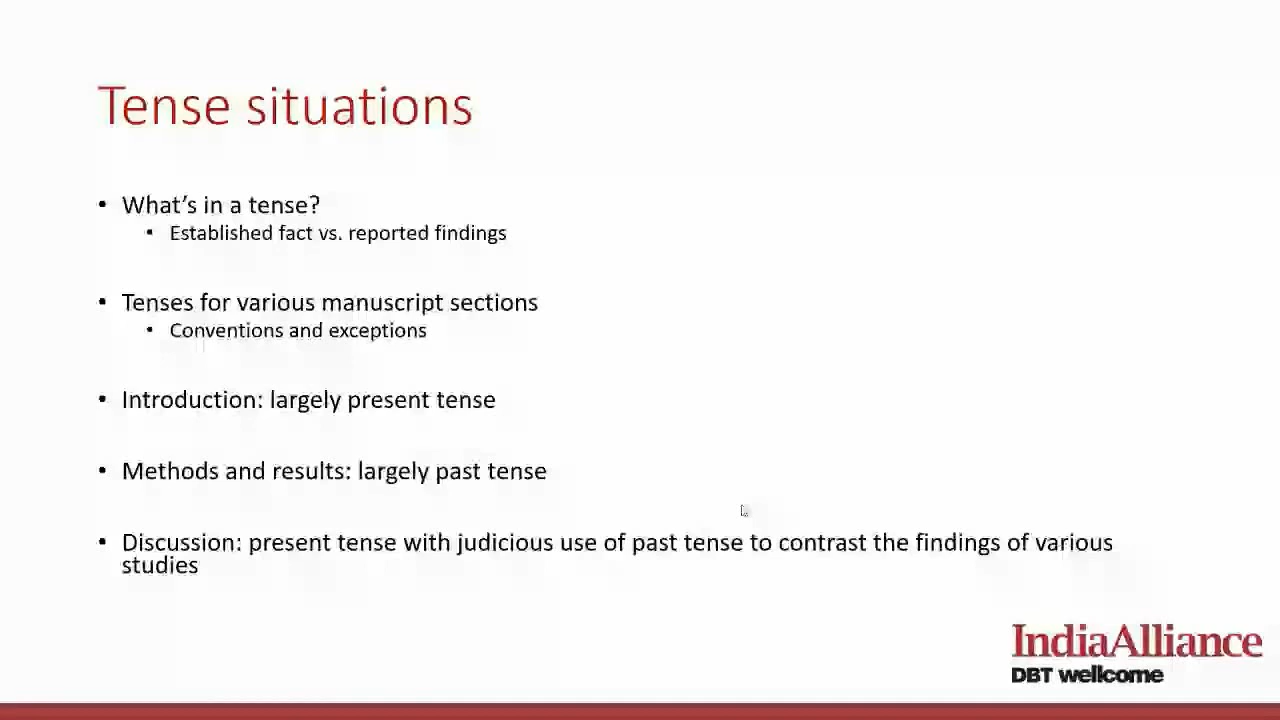 Tense situations
• What's in a tense?
• Established fact vs. reported findings
• Tenses for various manuscript sections
• Conventions and exceptions
• Introduction: largely present tense
• Methods and results: largely past tense
• Discussion: present tense with judicious use of past tense to contrast the findings of various
studies
IndiaAlliance
DBT wellcome